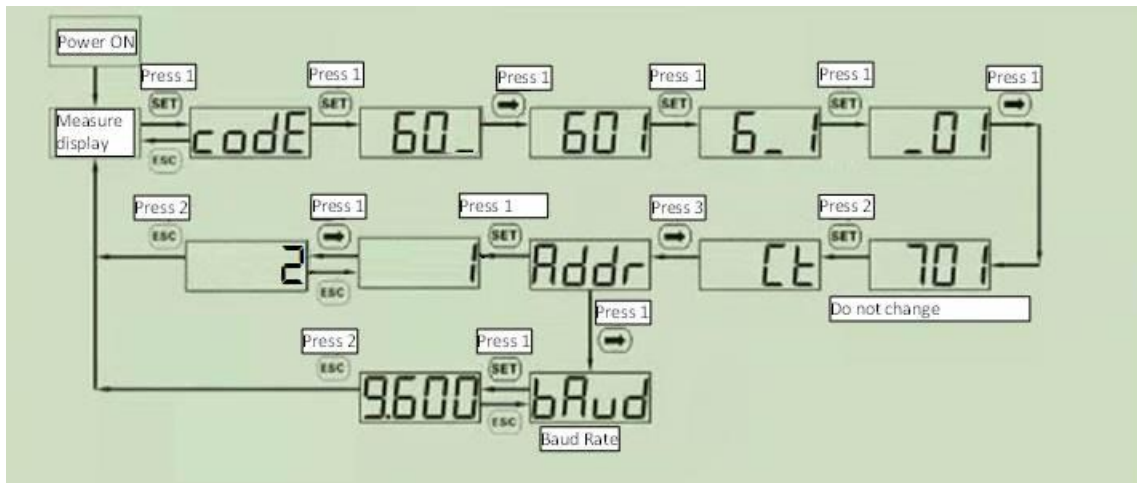 Power ON
Press 1
Press 1
Press 1
Press 1
Press 1
Press 1
SET
SET
SET
SET
Measure
display
codE
60_
601
6_1
_01
ESC
Press 2
Press 1
Press 1
Press 3
Press 2
ESC
SET
SET
2
1
Addr
Ct
701
ESC
Do not change
Press 1
Press 2
Press 1
ESC
SET
9.600
bAud
ESC
Baud Rate